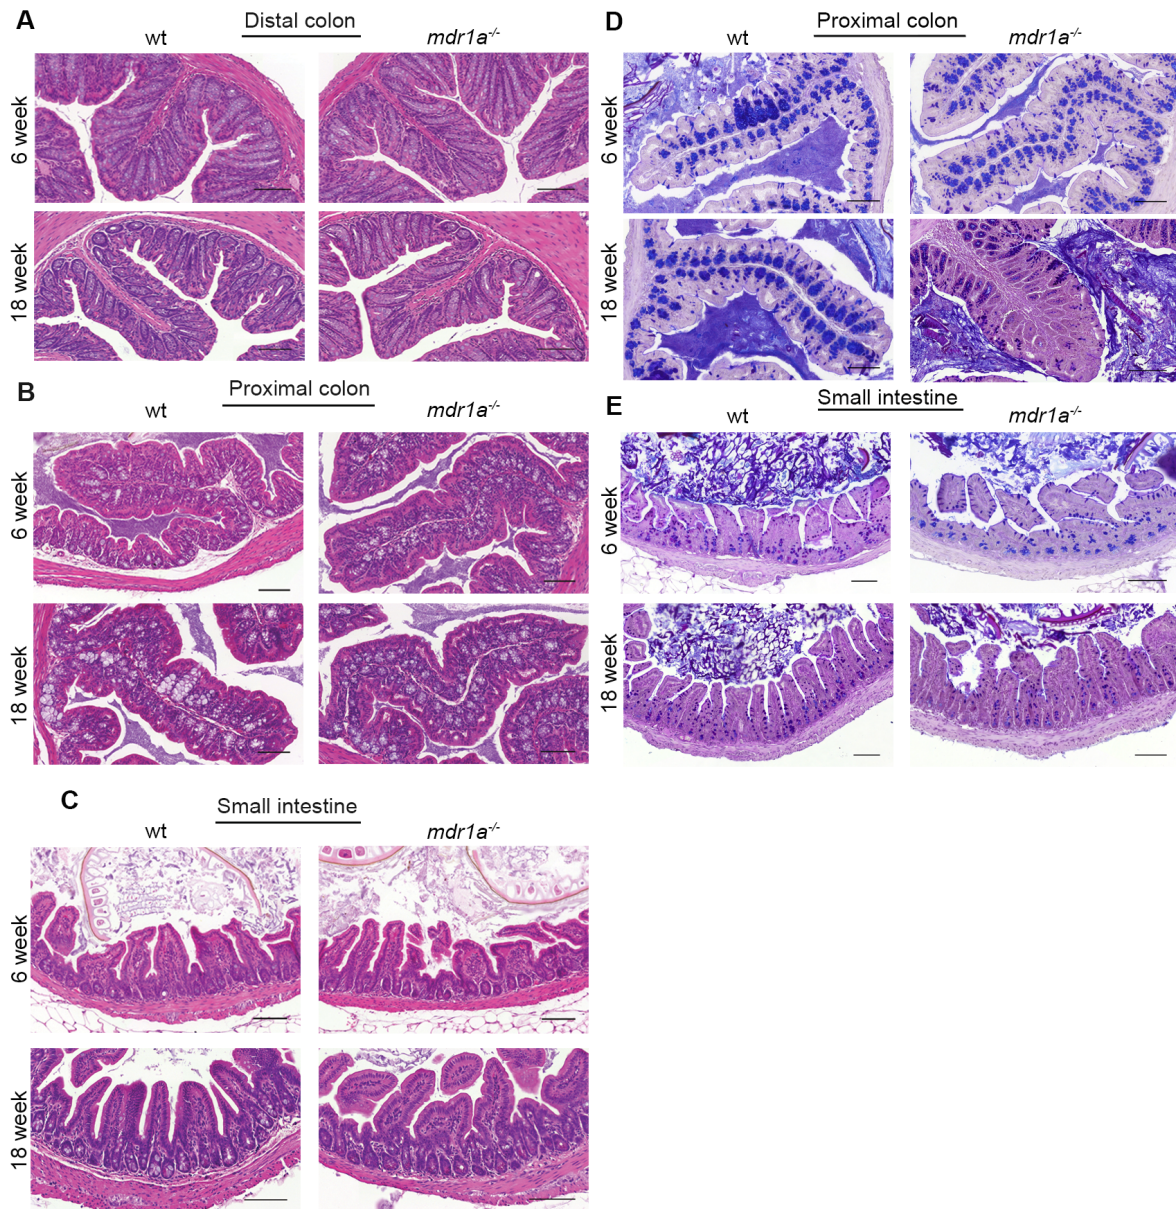 A
Distal colon
wt
mdr1a-/-
6 week
18 week
B
Proximal colon
wt
mdr1a-/-
6 week
18 week
C
Small intestine
wt
mdr1a-/-
6 week
18 week
D
Proximal colon
wt
mdr1a-/-
6 week
18 week
E
Small intestine
wt
mdr1a-/-
6 week
18 week